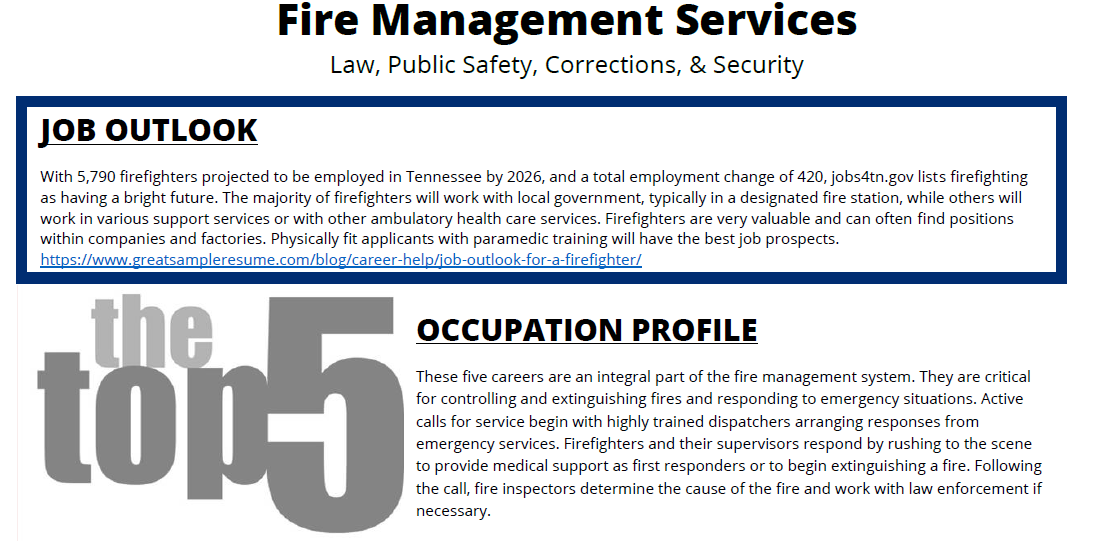 Fire Management Services
Law, Public Safety, Corrections, & Security
JOB OUTLOOK
With 5,790 firefighters projected to be employed in Tennessee by 2026, and a total employment change of 420, jobs4tn.gov lists firefighting
as having a bright future. The majority of firefighters will work with local government, typically in a designated fire station, while others will
work in various support services or with other ambulatory health care services. Firefighters are very valuable and can often find positions
within companies and factories. Physically fit applicants with paramedic training will have the best job prospects.
https://www.greatsampleresume.com/blog/career-help/job-outlook-for-a-firefighter/
the
top5
OCCUPATION PROFILE
These five careers are an integral part of the fire management system. They are critical
for controlling and extinguishing fires and responding to emergency situations. Active
calls for service begin with highly trained dispatchers arranging responses from
emergency services. Firefighters and their supervisors respond by rushing to the scene
to provide medical support as first responders or to begin extinguishing a fire. Following
the call, fire inspectors determine the cause of the fire and work with law enforcement if
necessary.